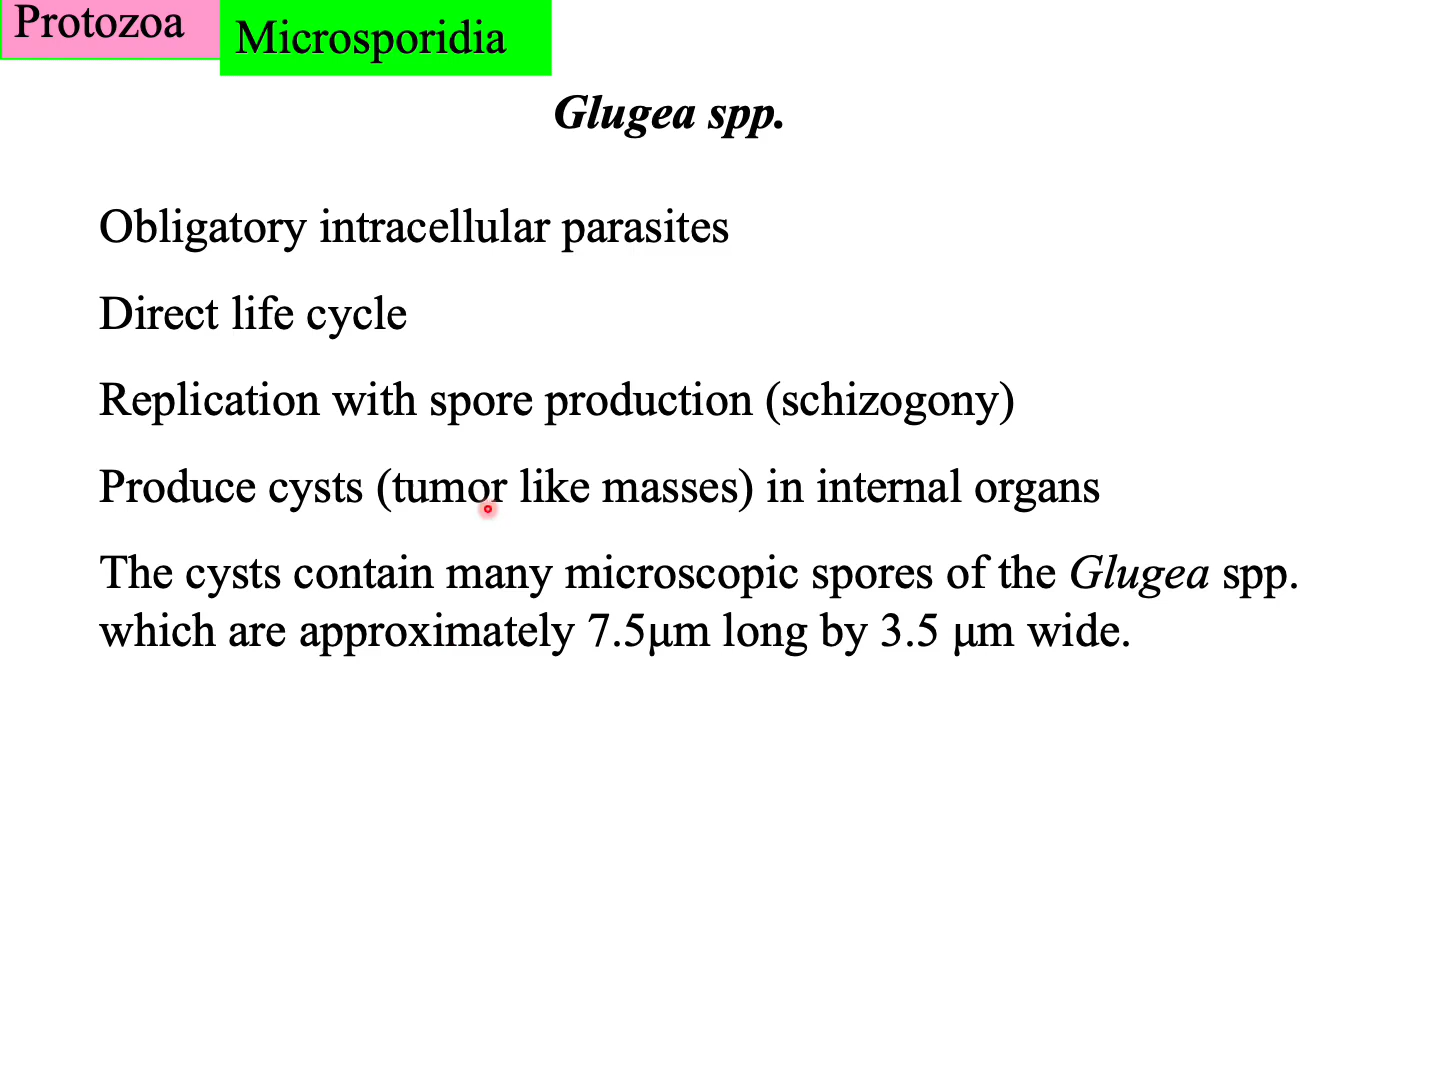 Protozoa
Microsporidia
Glugea spp.
Obligatory intracellular parasites
Direct life cycle
Replication with spore production (schizogony)
Produce cysts (tumor like masses) in internal organs
The cysts contain many microscopic spores of the Glugea spp.
which are approximately 7.5μm long by 3.5 μm wide.